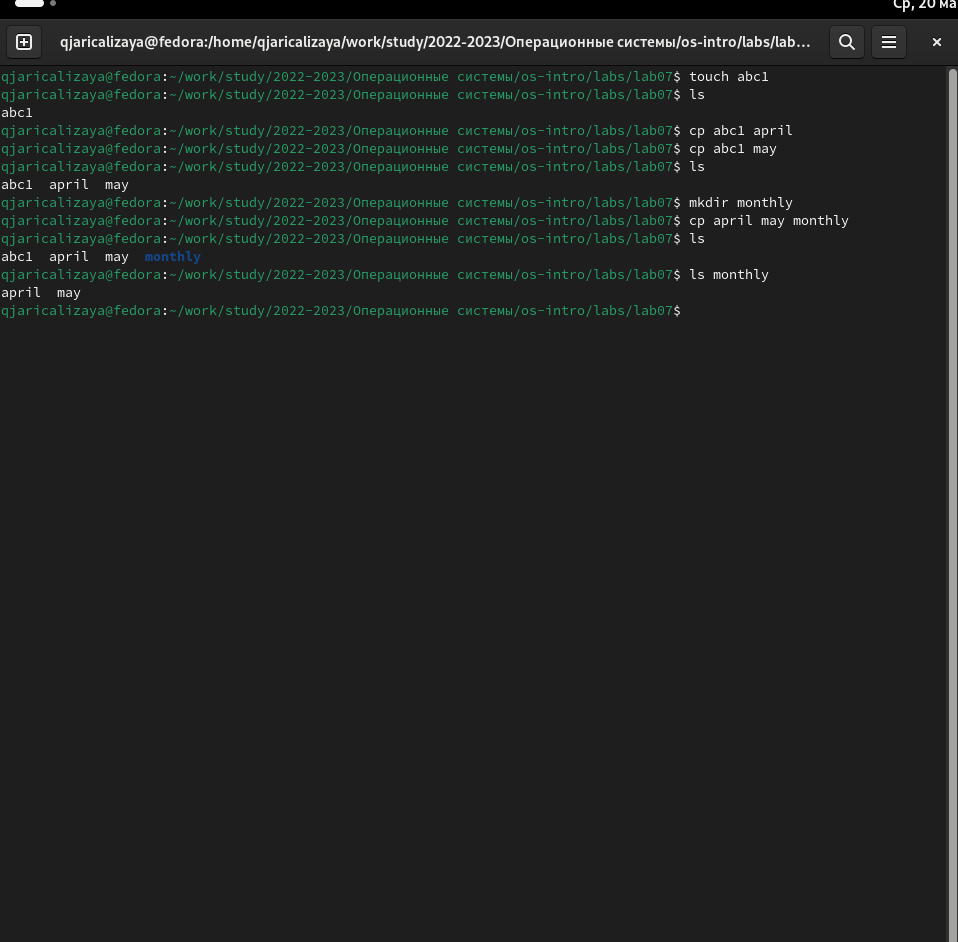 Ср, 20 ма
qjaricalizaya@fedora:/home/qjaricalizaya/work/study/2022-2023/Операционные системы/os-intro/labs/lab...
qjaricalizaya@fedora:~/work/study/2022-2023/Операционные системы/os-intro/labs/lab07$ touch abc1
qjaricalizaya@fedora:~/work/study/2022-2023/Операционные системы/os-intro/labs/lab07$ ls
abc1
qjaricalizaya@fedora:~/work/study/2022-2023/Операционные системы/os-intro/labs/lab07$ cp abc1 april
qjaricalizaya@fedora:~/work/study/2022-2023/Операционные системы/os-intro/labs/lab07$ cp abc1 may
qjaricalizaya@fedora:~/work/study/2022-2023/Операционные системы/os-intro/labs/lab07$ ls
abc1  april  may
qjaricalizaya@fedora:~/work/study/2022-2023/Операционные системы/os-intro/labs/lab07$ mkdir monthly
qjaricalizaya@fedora:~/work/study/2022-2023/Операционные системы/os-intro/labs/lab07$ cp april may monthly
qjaricalizaya@fedora:~/work/study/2022-2023/Операционные системы/os-intro/labs/lab07$ ls
abc1  april  may  monthly
qjaricalizaya@fedora:~/work/study/2022-2023/Операционные системы/os-intro/labs/lab07$ ls monthly
april  may
qjaricalizaya@fedora:~/work/study/2022-2023/Операционные системы/os-intro/labs/lab07$